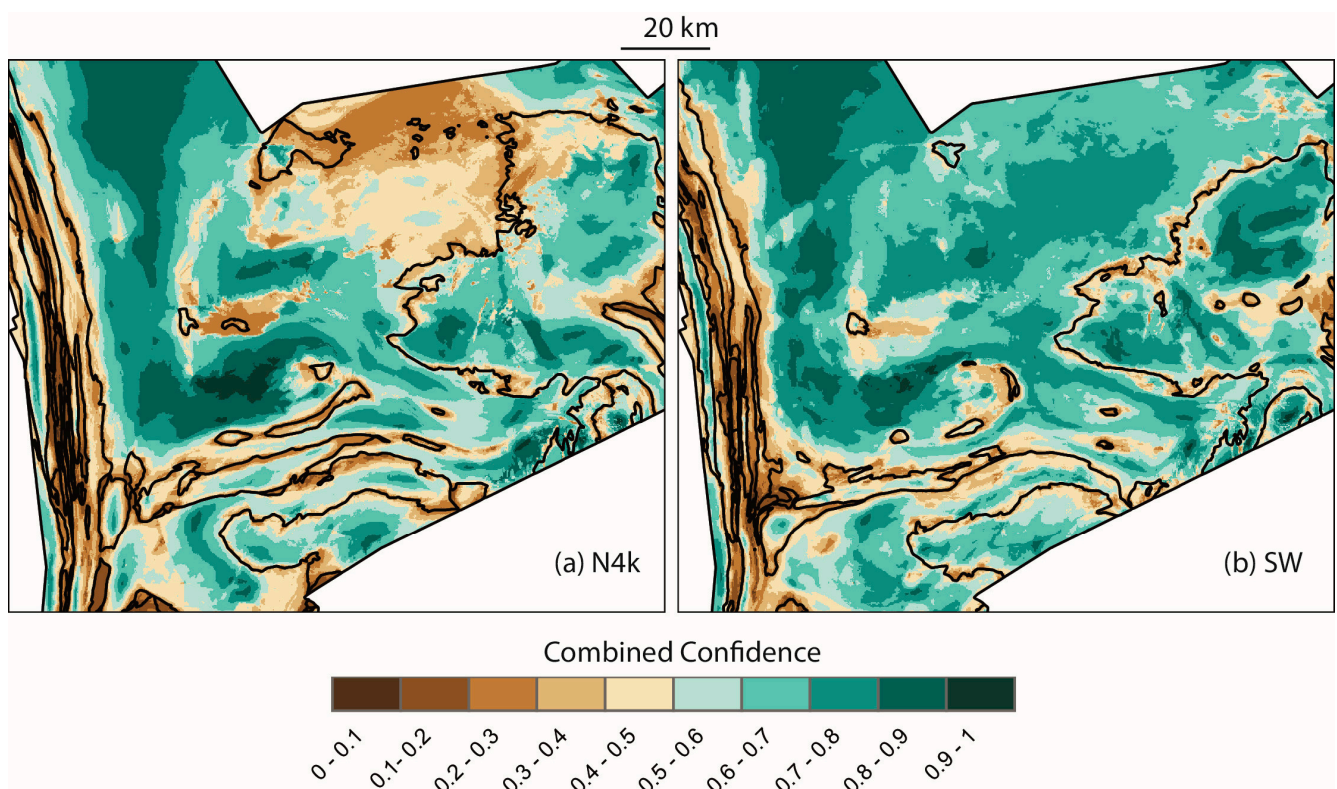 20 km
(a) N4k
(b) SW
Combined Confidence
0 - 0.1
0.1- 0.2
0.2 - 0.3
0.3 - 0.4
0.4 - 0.5
0.5 - 0.6
0.6 - 0.7
0.7 - 0.8
0.8 - 0.9
0.9 - 1